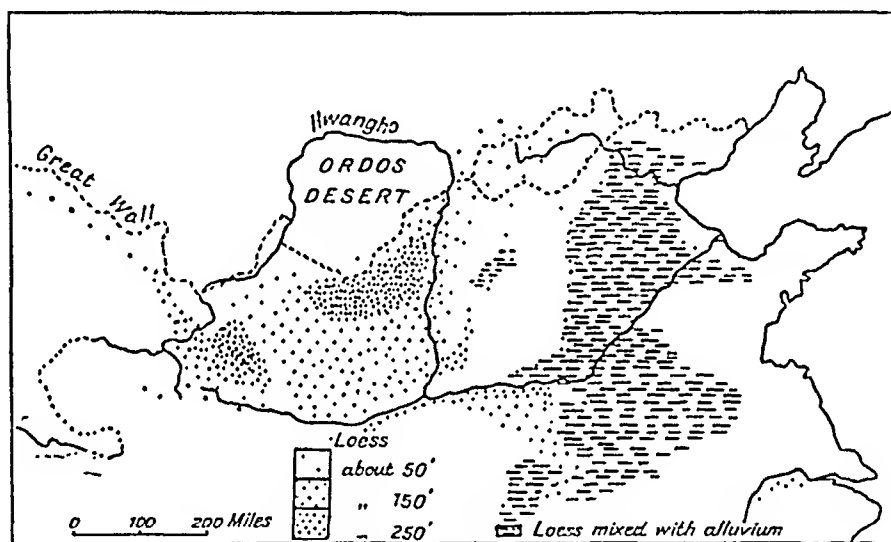 Hwangho
ORDOS
DESERT
Great
Wall
Loess
about 50'
„ 150'
„ 250'
0 100 200 Miles
Loess mixed with alluvium